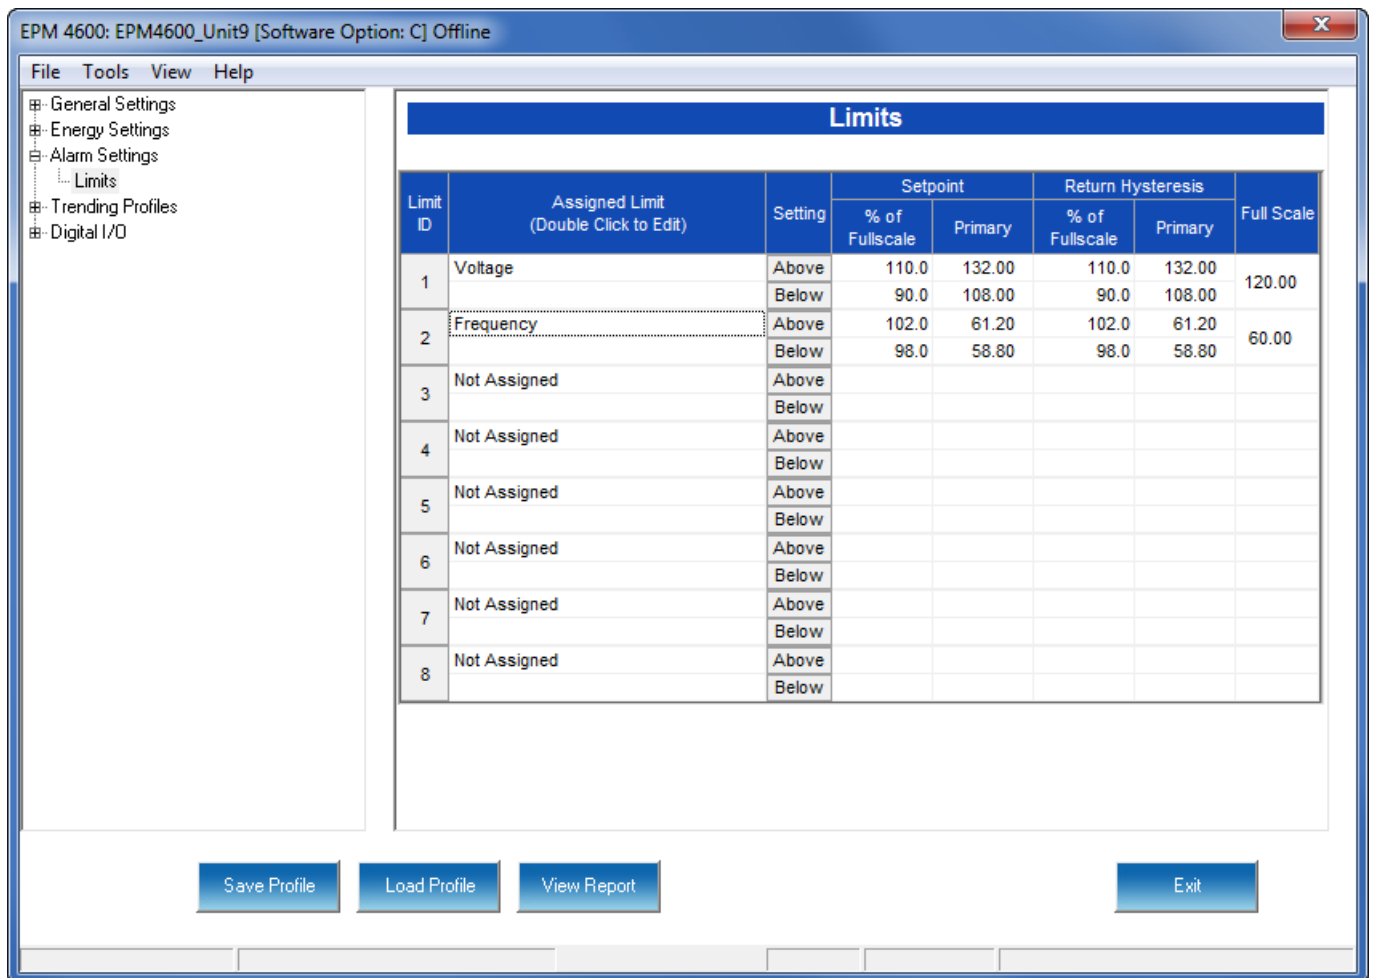 EPM 4600: EPM4600_Unit9 [Software Option: C] Offline
x
File Tools View Help
General Settings
Energy Settings
Alarm Settings
Limits
Trending Profiles
Digital I/O
Limits
Limit ID
Assigned Limit
(Double Click to Edit)
Setting
Setpoint
% of Fullscale
Primary
Return Hysteresis
% of Fullscale
Primary
Full Scale
1 Voltage Above 110.0 132.00 110.0 132.00 120.00
Below 90.0 108.00 90.0 108.00
2 Frequency Above 102.0 61.20 102.0 61.20 60.00
Below 98.0 58.80 98.0 58.80
3 Not Assigned Above
Below
4 Not Assigned Above
Below
5 Not Assigned Above
Below
6 Not Assigned Above
Below
7 Not Assigned Above
Below
8 Not Assigned Above
Below
Save Profile Load Profile View Report Exit